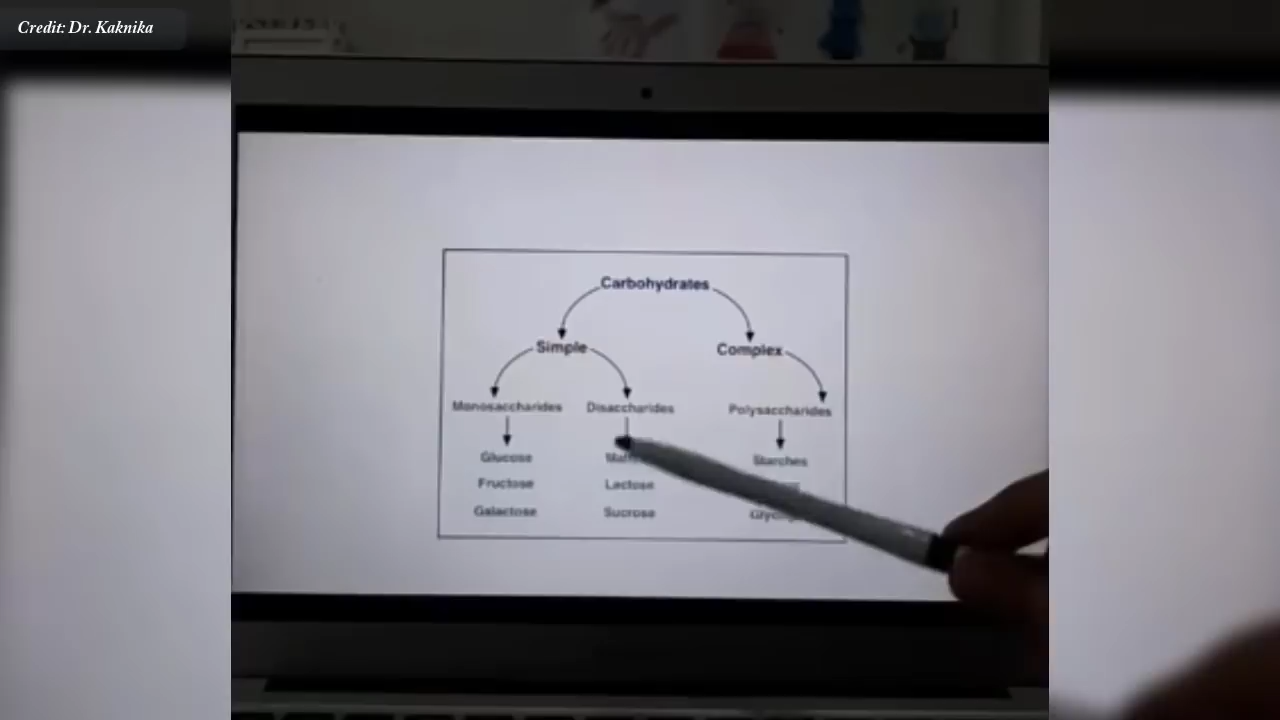 Credit: Dr. Kaknika
Carbohydrates
Simple
Complex
Monosaccharides
Disaccharides
Polysaccharides
Glucose
Starches
Fructose
Lactose
Galactose
Sucrose